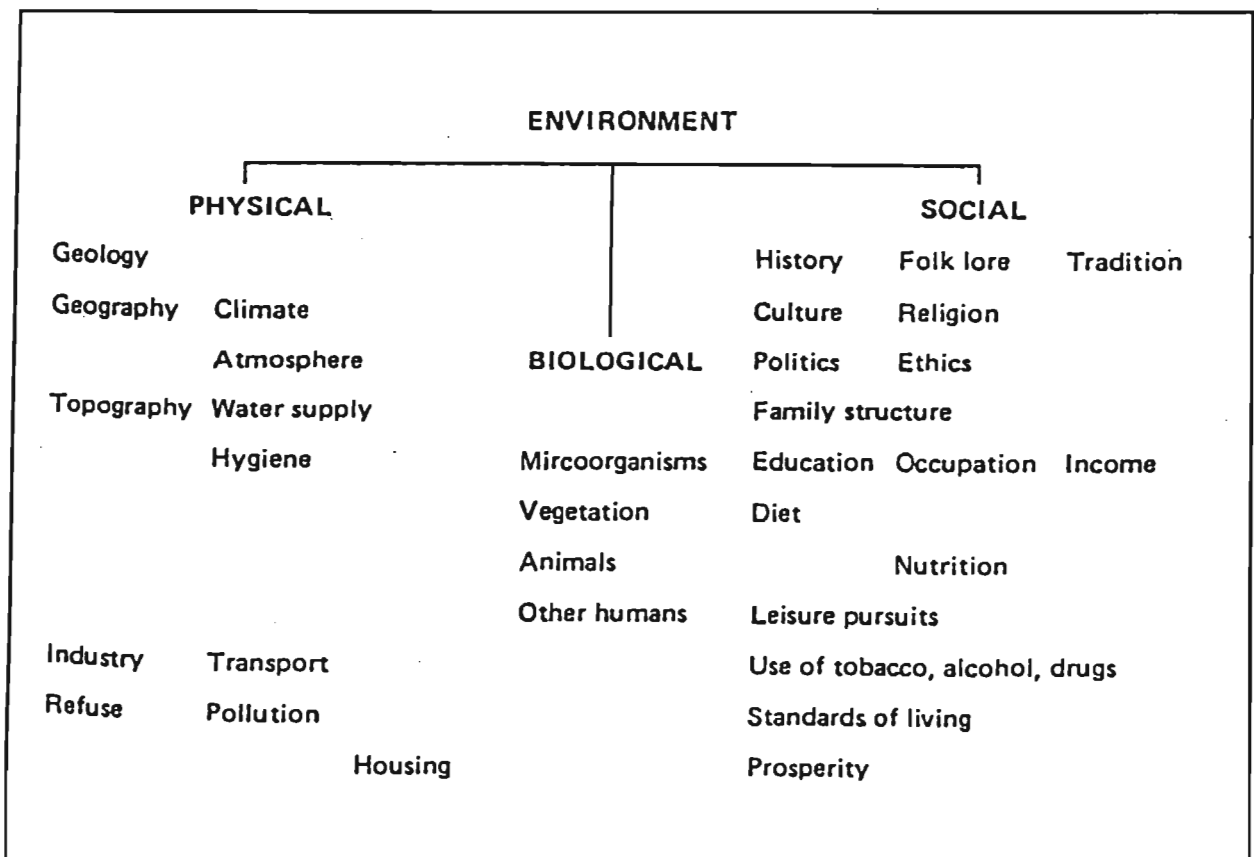 ENVIRONMENT
PHYSICAL
Geology
Geography Climate
Atmosphere
Topography Water supply
Hygiene
Industry Transport
Refuse Pollution
Housing
BIOLOGICAL
Mircoorganisms
Vegetation
Animals
Other humans
SOCIAL
History Folk lore Tradition
Culture Religion
Politics Ethics
Family structure
Education Occupation Income
Diet
Nutrition
Leisure pursuits
Use of tobacco, alcohol, drugs
Standards of living
Prosperity